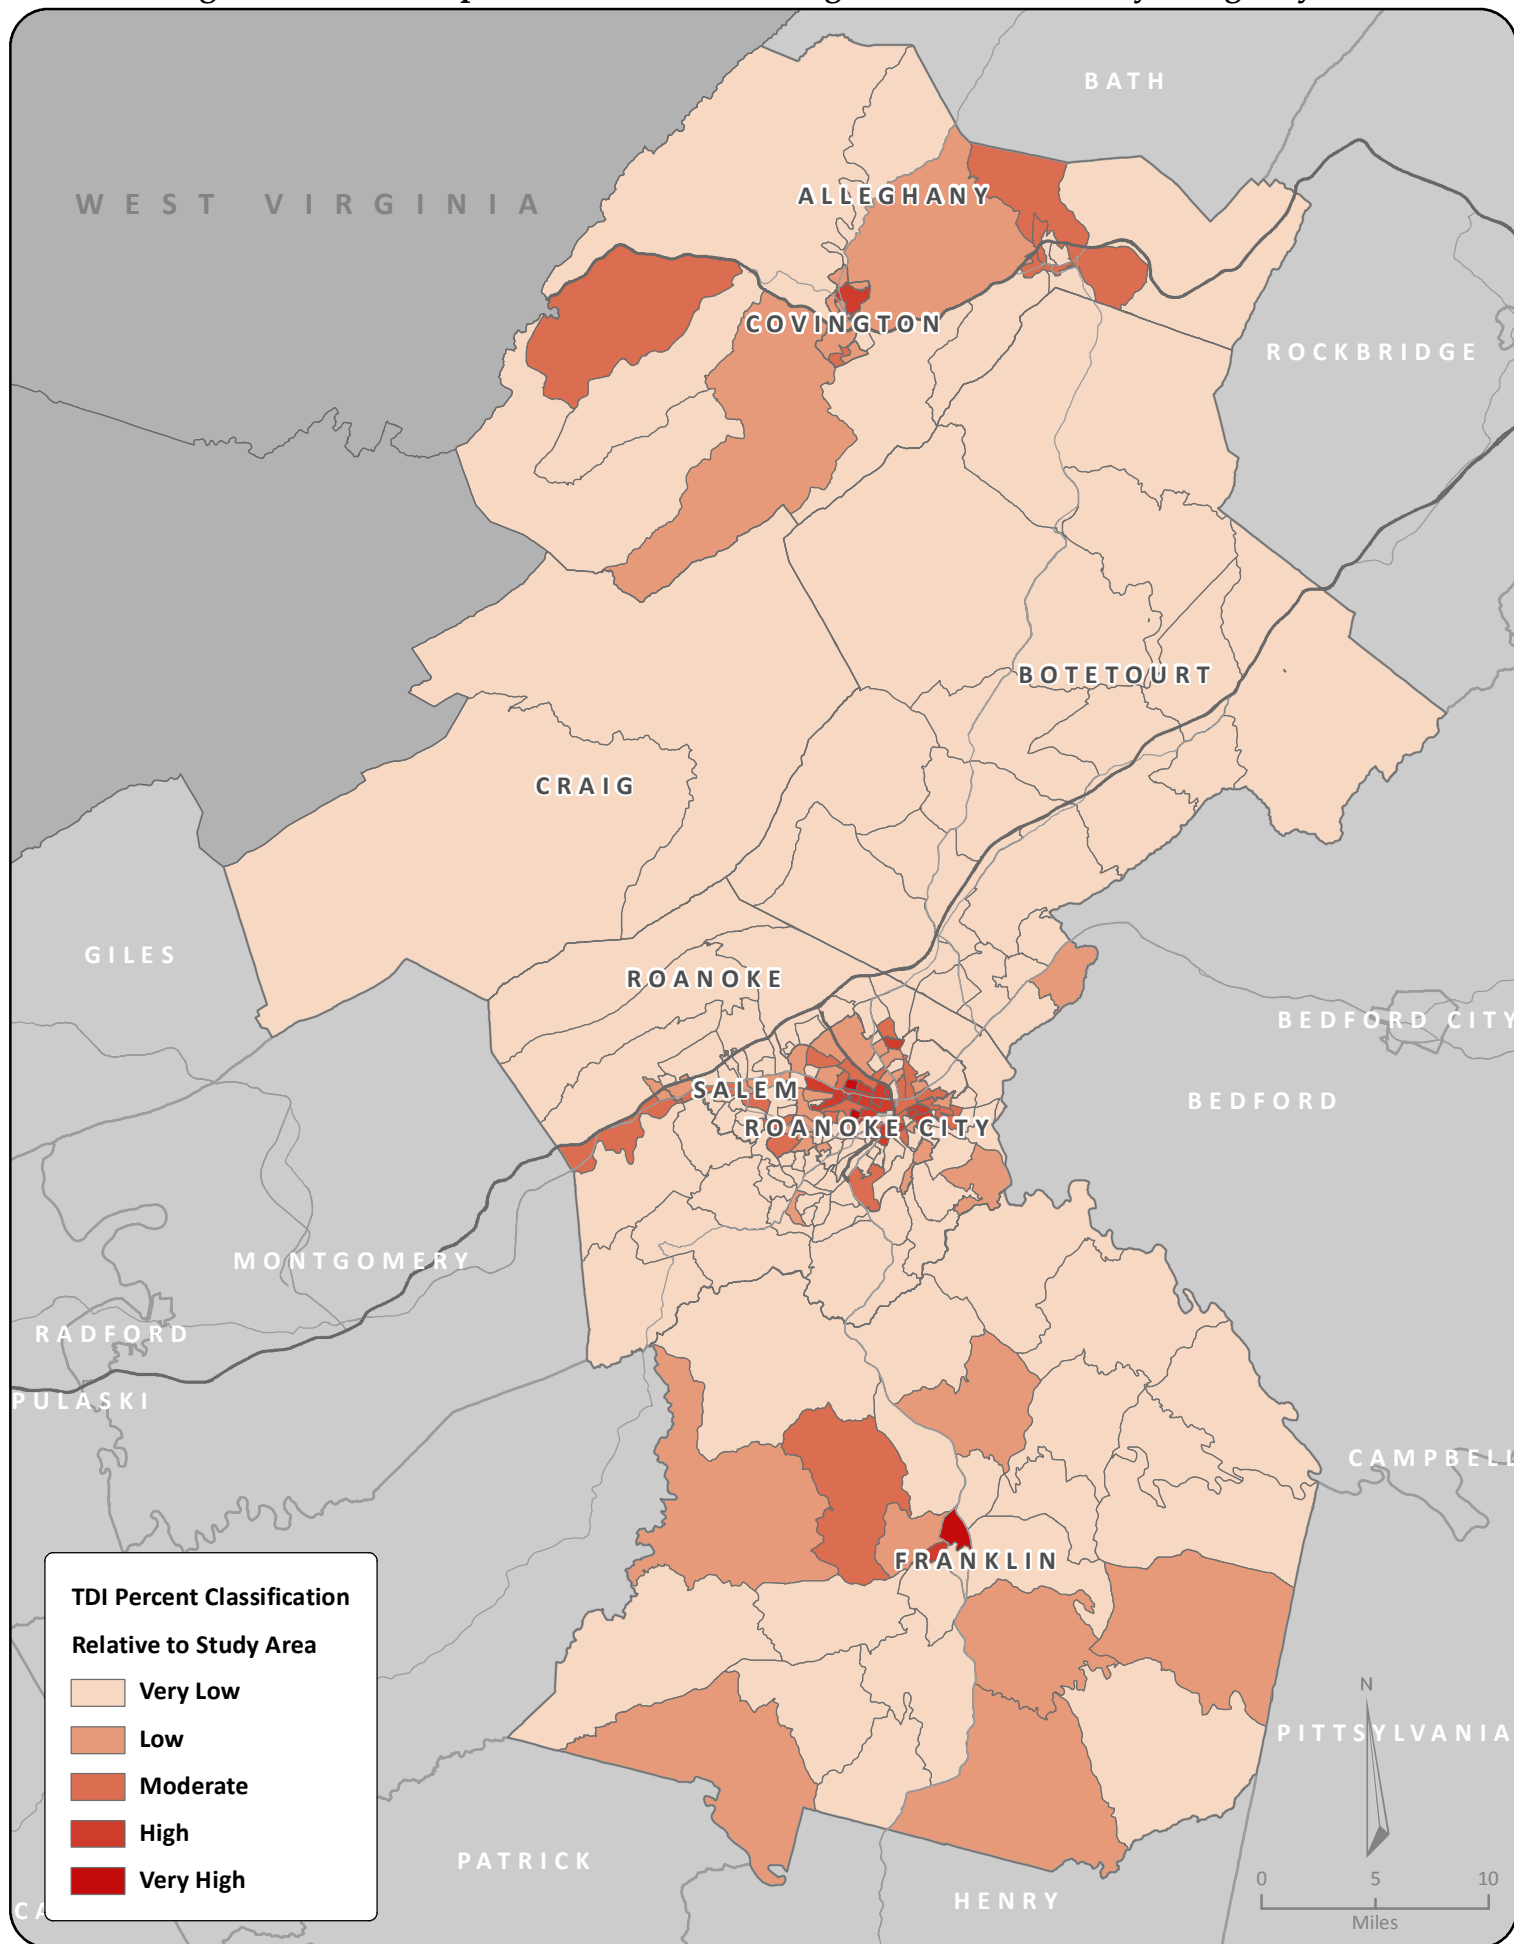 BATH
WEST VIRGINIA
ALLEGHANY
COVINGTON
ROCKBRIDGE
BOTETOURT
CRAIG
GILES
ROANOKE
BEDFORD CITY
SALEM
BEDFORD
ROANOKE CITY
MONTGOMERY
RADFORD
PULASKI
CAMPBELL
FRANKLIN
TDI Percent Classification
Relative to Study Area
Very Low
Low
Moderate
High
Very High
N
PITTSYLVANIA
PATRICK
HENRY
0 5 10
Miles